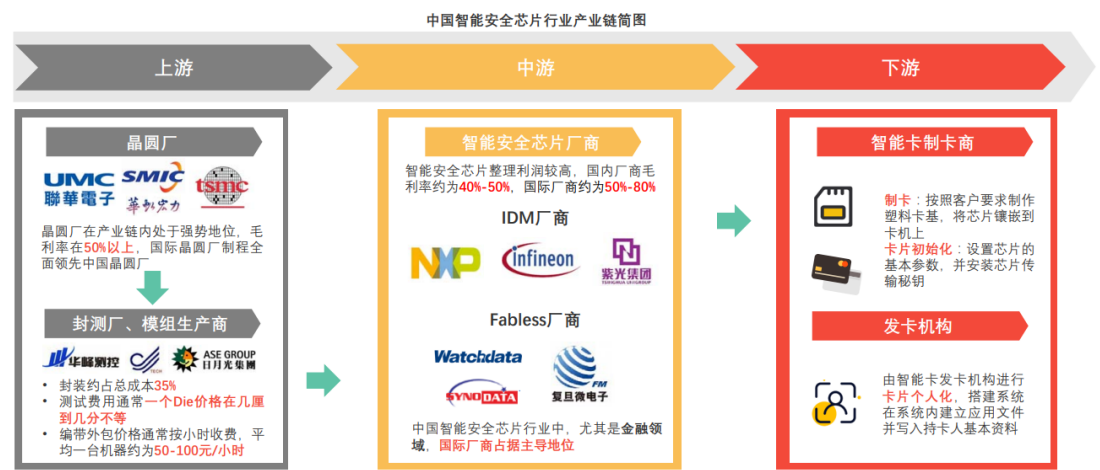 中国智能安全芯片行业产业链简图
上游
中游
下游
晶圆厂
UMC
聯華電子
SMIC
華虹宏力
tsmc
晶圆厂在产业链内处于强势地位，毛
利率在50%以上，国际晶圆厂制程全
面领先中国晶圆厂
封测厂、模组生产商
华峰测控
TECH
ASE GROUP
日月光集團
• 封装约占总成本35%
• 测试费用通常一个Die价格在几厘
到几分不等
• 编带外包价格通常按小时收费，平
均一台机器约为50-100元/小时
智能安全芯片厂商
智能安全芯片整理利润较高，国内厂商毛
利率约为40%-50%，国际厂商约为50%-80%
IDM厂商
NXP
infineon
紫光集团
TSINGHUA UNIGROUP
Fabless厂商
Watchdata
SYNODATA
FM
复旦微电子
中国智能安全芯片行业中，尤其是金融领
域，国际厂商占据主导地位
智能卡制卡商
制卡：按照客户要求制作
塑料卡基，将芯片镶嵌到
卡机上
卡片初始化：设置芯片的
基本参数，并安装芯片传
输秘钥
发卡机构
由智能卡发卡机构进行
卡片个人化，搭建系统
在系统内建立应用文件
并写入持卡人基本资料